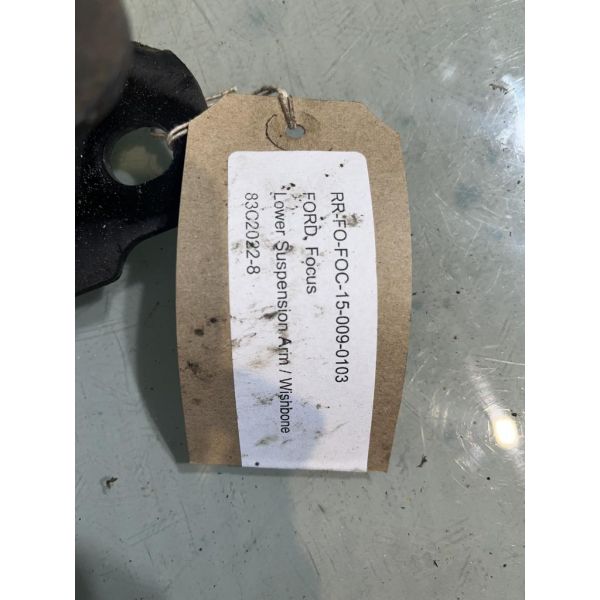 RR-FO-FOC-15-009-0103
FORD, Focus
Lower Suspension Arm / Wishbone
83C2022-8